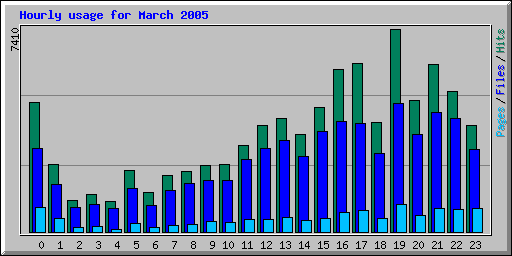 Hourly usage for March 2005
7410
Pages / Files / Hits
0 1 2 3 4 5 6 7 8 9 10 11 12 13 14 15 16 17 18 19 20 21 22 23